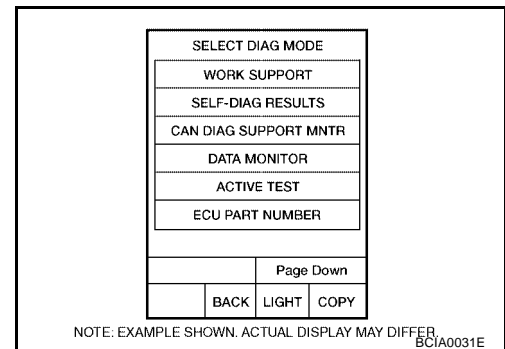 SELECT DIAG MODE
WORK SUPPORT
SELF-DIAG RESULTS
CAN DIAG SUPPORT MNTR
DATA MONITOR
ACTIVE TEST
ECU PART NUMBER
Page Down
BACK LIGHT COPY
NOTE: EXAMPLE SHOWN. ACTUAL DISPLAY MAY DIFFER.
BCIA0031E